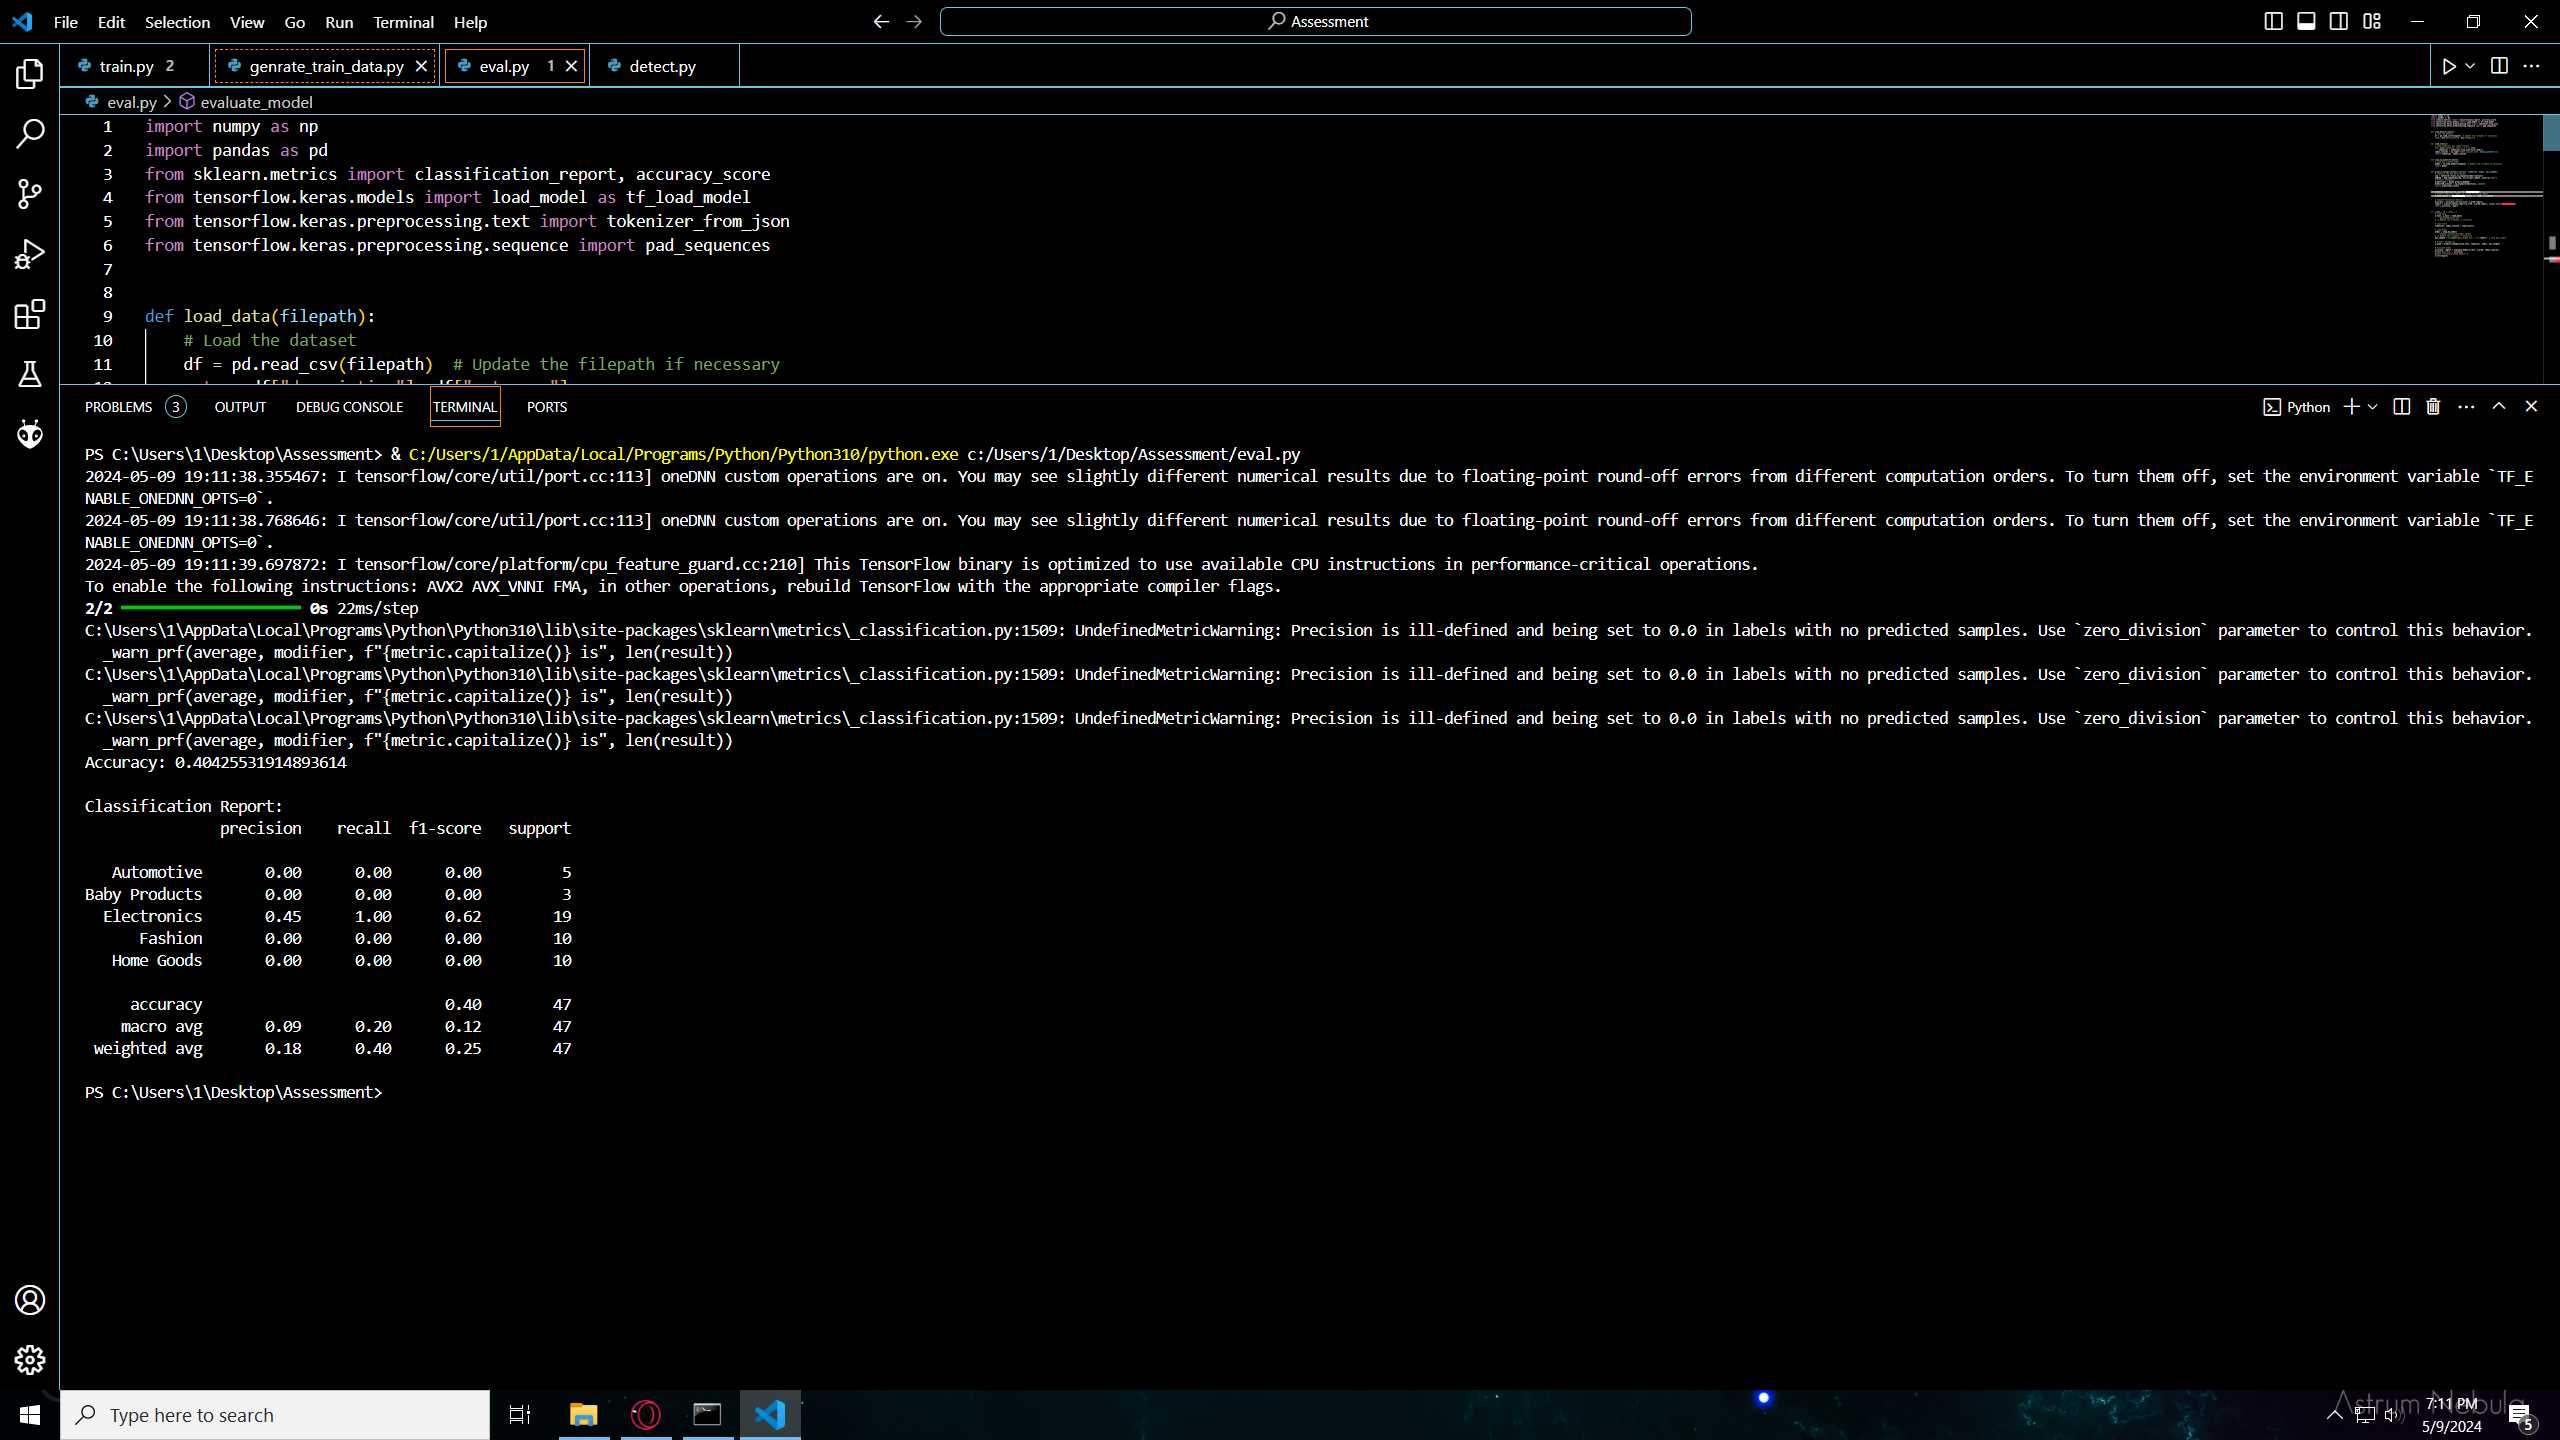 File Edit Selection View Go Run Terminal Help
Assessment
train.py 2 genrate_train_data.py eval.py 1 detect.py
eval.py > evaluate_model
1 import numpy as np
2 import pandas as pd
3 from sklearn.metrics import classification_report, accuracy_score
4 from tensorflow.keras.models import load_model as tf_load_model
5 from tensorflow.keras.preprocessing.text import tokenizer_from_json
6 from tensorflow.keras.preprocessing.sequence import pad_sequences
7
8
9 def load_data(filepath):
10 # Load the dataset
11 df = pd.read_csv(filepath) # Update the filepath if necessary
PROBLEMS 3 OUTPUT DEBUG CONSOLE TERMINAL PORTS
Python
PS C:\Users\1\Desktop\Assessment> & C:/Users/1/AppData/Local/Programs/Python/Python310/python.exe c:/Users/1/Desktop/Assessment/eval.py
2024-05-09 19:11:38.355467: I tensorflow/core/util/port.cc:113] oneDNN custom operations are on. You may see slightly different numerical results due to floating-point round-off errors from different computation orders. To turn them off, set the environment variable `TF_E
NABLE_ONEDNN_OPTS=0`.
2024-05-09 19:11:38.768646: I tensorflow/core/util/port.cc:113] oneDNN custom operations are on. You may see slightly different numerical results due to floating-point round-off errors from different computation orders. To turn them off, set the environment variable `TF_E
NABLE_ONEDNN_OPTS=0`.
2024-05-09 19:11:39.697872: I tensorflow/core/platform/cpu_feature_guard.cc:210] This TensorFlow binary is optimized to use available CPU instructions in performance-critical operations.
To enable the following instructions: AVX2 AVX_VNNI FMA, in other operations, rebuild TensorFlow with the appropriate compiler flags.
2/2 0s 22ms/step
C:\Users\1\AppData\Local\Programs\Python\Python310\lib\site-packages\sklearn\metrics\_classification.py:1509: UndefinedMetricWarning: Precision is ill-defined and being set to 0.0 in labels with no predicted samples. Use `zero_division` parameter to control this behavior.
_warn_prf(average, modifier, f"{metric.capitalize()} is", len(result))
C:\Users\1\AppData\Local\Programs\Python\Python310\lib\site-packages\sklearn\metrics\_classification.py:1509: UndefinedMetricWarning: Precision is ill-defined and being set to 0.0 in labels with no predicted samples. Use `zero_division` parameter to control this behavior.
_warn_prf(average, modifier, f"{metric.capitalize()} is", len(result))
C:\Users\1\AppData\Local\Programs\Python\Python310\lib\site-packages\sklearn\metrics\_classification.py:1509: UndefinedMetricWarning: Precision is ill-defined and being set to 0.0 in labels with no predicted samples. Use `zero_division` parameter to control this behavior.
_warn_prf(average, modifier, f"{metric.capitalize()} is", len(result))
Accuracy: 0.40425531914893614
Classification Report:
precision recall f1-score support
Automotive 0.00 0.00 0.00 5
Baby Products 0.00 0.00 0.00 3
Electronics 0.45 1.00 0.62 19
Fashion 0.00 0.00 0.00 10
Home Goods 0.00 0.00 0.00 10
accuracy 0.40 47
macro avg 0.09 0.20 0.12 47
weighted avg 0.18 0.40 0.25 47
PS C:\Users\1\Desktop\Assessment>
Type here to search
Astrum Nebula
7:11 PM
5/9/2024
5